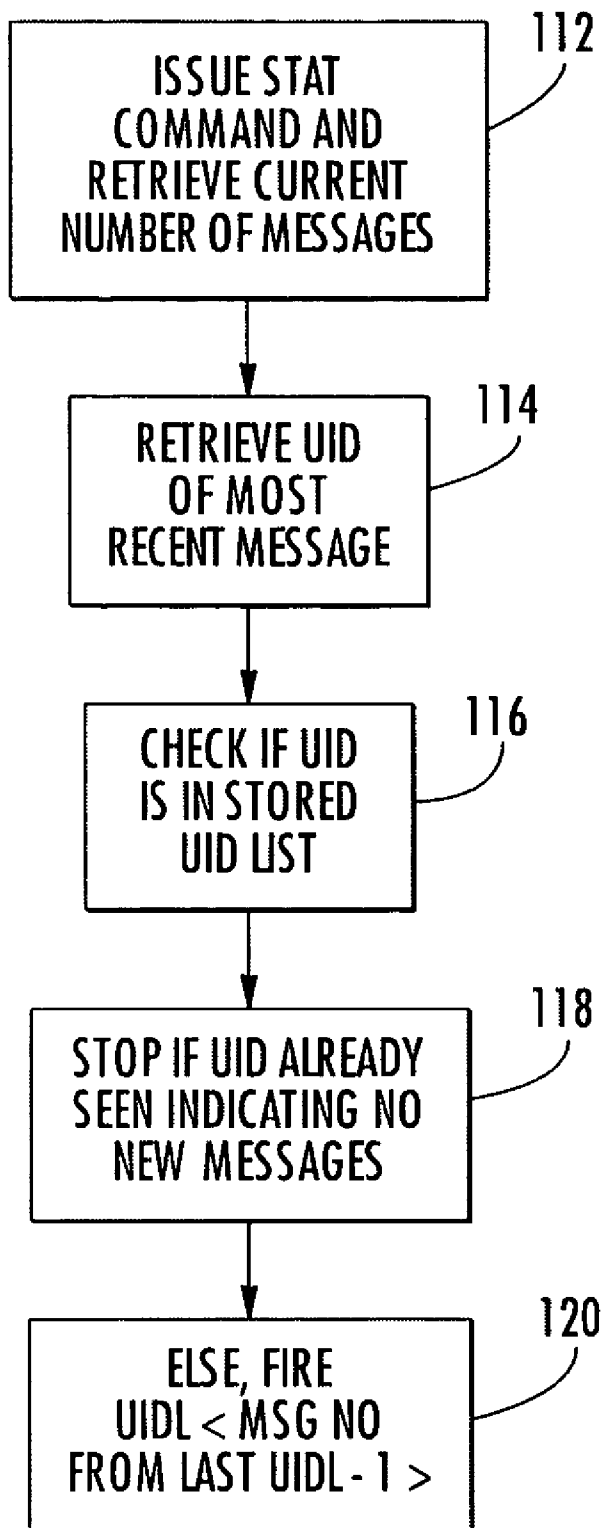 112
ISSUE STAT
COMMAND AND
RETRIEVE CURRENT
NUMBER OF MESSAGES
114
RETRIEVE UID
OF MOST
RECENT MESSAGE
116
CHECK IF UID
IS IN STORED
UID LIST
118
STOP IF UID ALREADY
SEEN INDICATING NO
NEW MESSAGES
120
ELSE, FIRE
UIDL < MSG NO
FROM LAST UIDL - 1 >